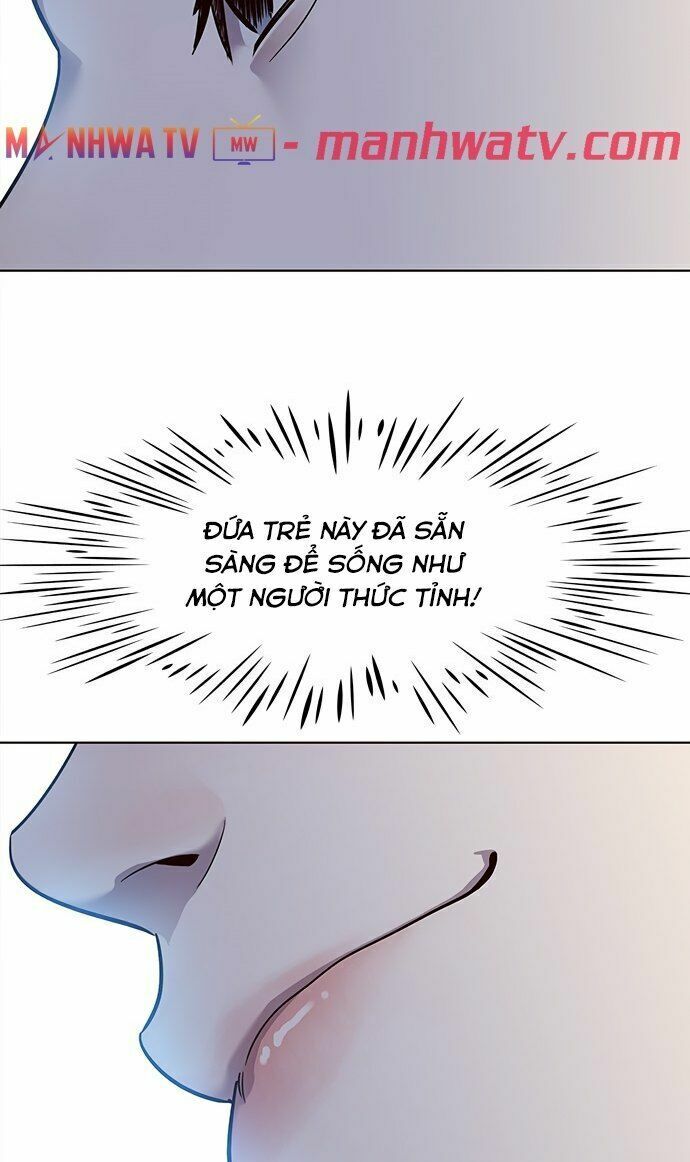 MANHWA TV MW - manhwatv.com
ĐỨA TRẺ NÀY ĐÃ SẴN
SÀNG ĐỂ SỐNG NHƯ
MỘT NGƯỜI THỨC TỈNH!